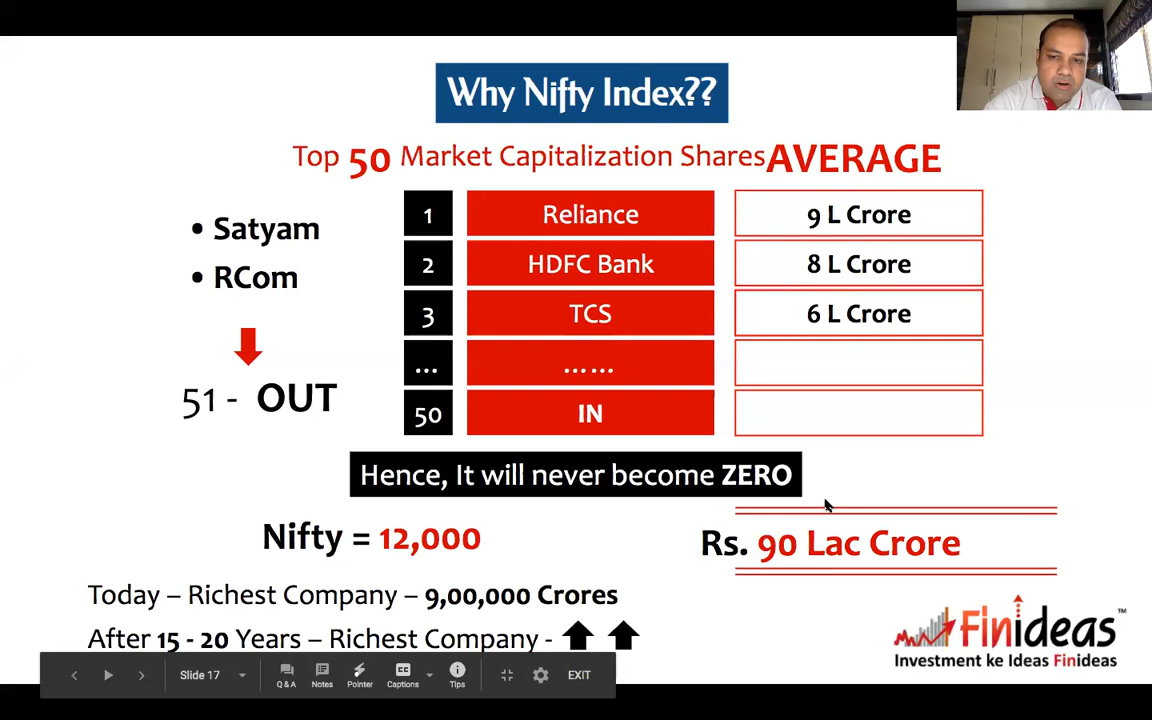 Why Nifty Index??
Top 50 Market Capitalization Shares AVERAGE
• Satyam
• RCom
51 - OUT
1 Reliance 9 L Crore
2 HDFC Bank 8 L Crore
3 TCS 6 L Crore
... ......
50 IN
Hence, It will never become ZERO
Nifty = 12,000
Rs. 90 Lac Crore
Today – Richest Company – 9,00,000 Crores
After 15 - 20 Years – Richest Company -
Finideas™
Investment ke Ideas Finideas
Slide 17
Q & A
Notes
Pointer
CC
Captions
Tips
EXIT